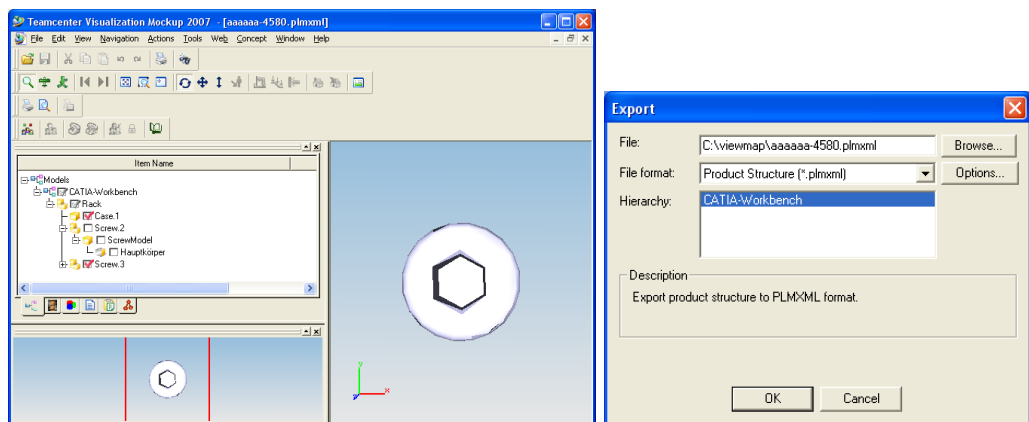 Teamcenter Visualization Mockup 2007 - [aaaaaa-4580.plmxml]
File Edit View Navigation Actions Tools Web Concept Window Help
Item Name
Models
CATIA-Workbench
Rack
Case.1
Screw.2
ScrewModel
Hauptkörper
Screw.3
y
x
z
Export
File: C:\viewmap\aaaaaa-4580.plmxml Browse...
File format: Product Structure (*.plmxml) Options...
Hierarchy: CATIA-Workbench
Description
Export product structure to PLMXML format.
OK Cancel